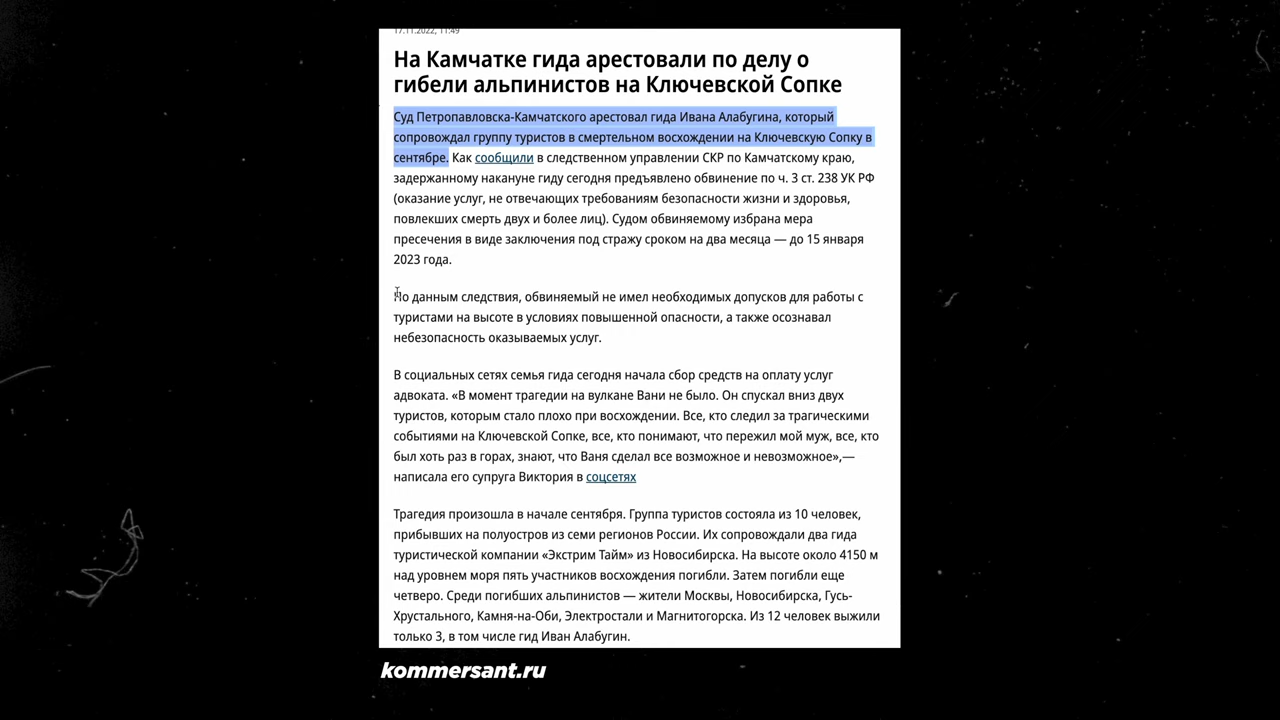 17.11.2022, 11:49
На Камчатке гида арестовали по делу о
гибели альпинистов на Ключевской Сопке
Суд Петропавловска-Камчатского арестовал гида Ивана Алабугина, который
сопровождал группу туристов в смертельном восхождении на Ключевскую Сопку в
сентябре. Как сообщили в следственном управлении СКР по Камчатскому краю,
задержанному накануне гиду сегодня предъявлено обвинение по ч. 3 ст. 238 УК РФ
(оказание услуг, не отвечающих требованиям безопасности жизни и здоровья,
повлекших смерть двух и более лиц). Судом обвиняемому избрана мера
пресечения в виде заключения под стражу сроком на два месяца — до 15 января
2023 года.
По данным следствия, обвиняемый не имел необходимых допусков для работы с
туристами на высоте в условиях повышенной опасности, а также осознавал
небезопасность оказываемых услуг.
В социальных сетях семья гида сегодня начала сбор средств на оплату услуг
адвоката. «В момент трагедии на вулкане Вани не было. Он спускал вниз двух
туристов, которым стало плохо при восхождении. Все, кто следил за трагическими
событиями на Ключевской Сопке, все, кто понимают, что пережил мой муж, все, кто
был хоть раз в горах, знают, что Ваня сделал все возможное и невозможное»,—
написала его супруга Виктория в соцсетях
Трагедия произошла в начале сентября. Группа туристов состояла из 10 человек,
прибывших на полуостров из семи регионов России. Их сопровождали два гида
туристической компании «Экстрим Тайм» из Новосибирска. На высоте около 4150 м
над уровнем моря пять участников восхождения погибли. Затем погибли еще
четверо. Среди погибших альпинистов — жители Москвы, Новосибирска, Гусь-
Хрустального, Камня-на-Оби, Электростали и Магнитогорска. Из 12 человек выжили
только 3, в том числе гид Иван Алабугин.
kommersant.ru